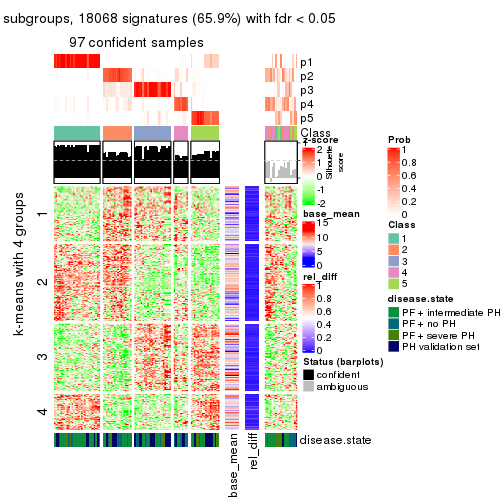 subgroups, 18068 signatures (65.9%) with fdr < 0.05
97 confident samples
p1
p2
p3
p4
p5
Class
Silhouette
score
1
2
3
4
k-means with 4 groups
disease.state
base_mean
rel_diff
z-score
2
1
0
-1
-2
base_mean
15
10
5
0
rel_diff
1
0.8
0.6
0.4
0.2
0
Status (barplots)
confident
ambiguous
Prob
1
0.8
0.6
0.4
0.2
0
Class
1
2
3
4
5
disease.state
PF+ intermediate PH
PF+ no PH
PF+ severe PH
PH validation set